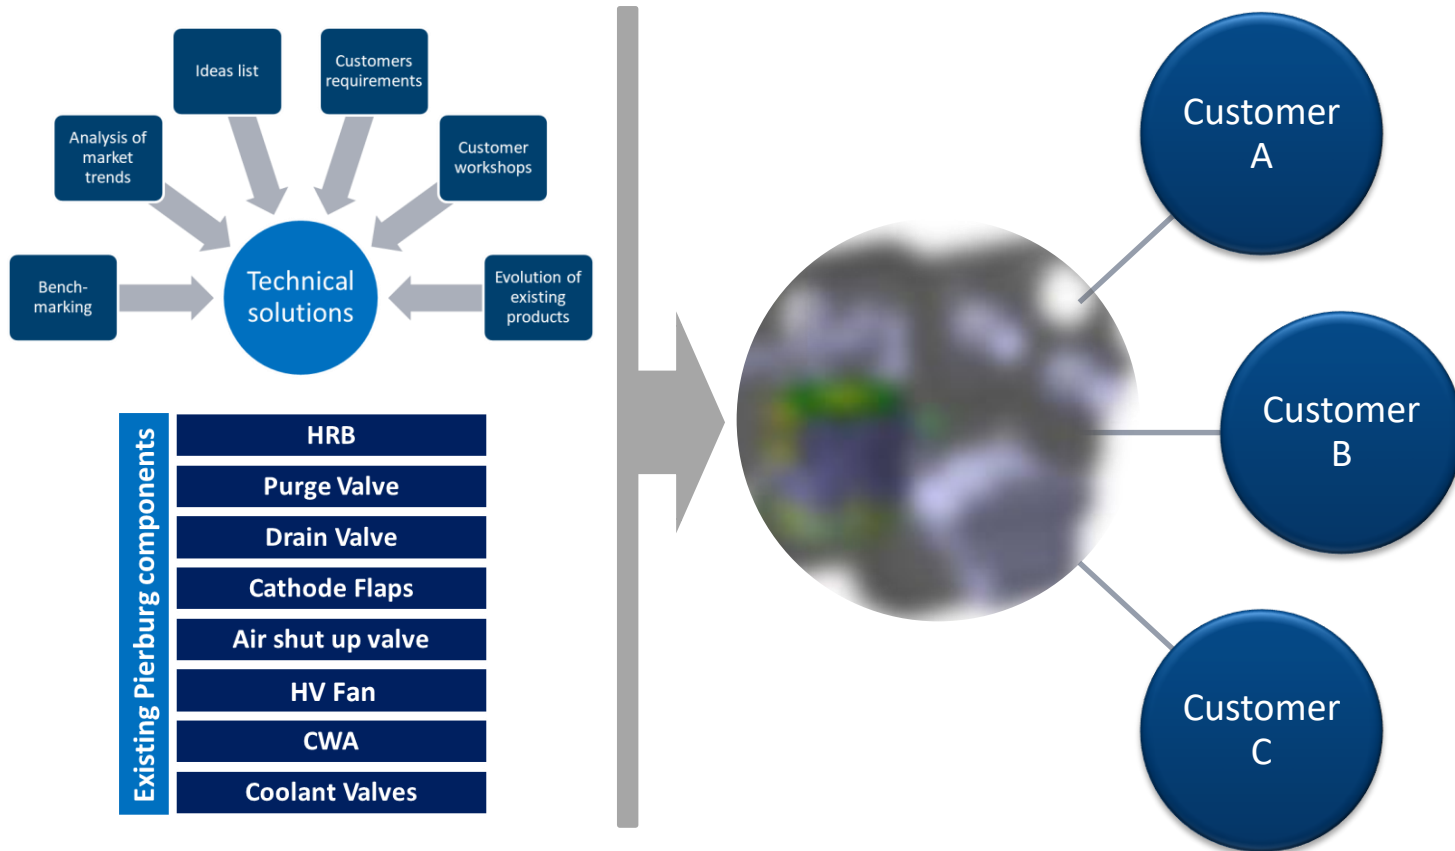 Ideas list
Customers
requirements
Analysis of
market
trends
Customer
workshops
Bench-
marking
Technical
solutions
Evolution of
existing
products
Existing Pierburg components
HRB
Purge Valve
Drain Valve
Cathode Flaps
Air shut up valve
HV Fan
CWA
Coolant Valves
Customer
A
Customer
B
Customer
C